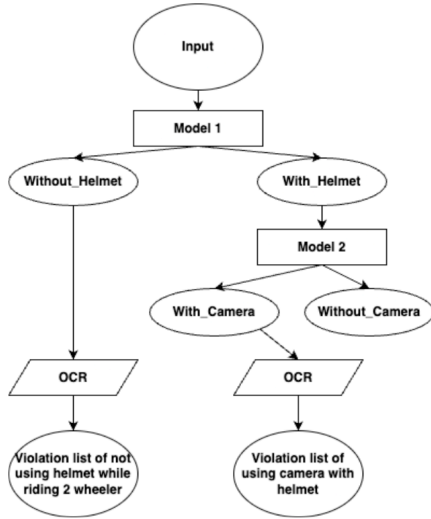 Input
Model 1
Without_Helmet
With_Helmet
Model 2
With_Camera
Without_Camera
OCR
OCR
Violation list of not
using helmet while
riding 2 wheeler
Violation list of
using camera with
helmet